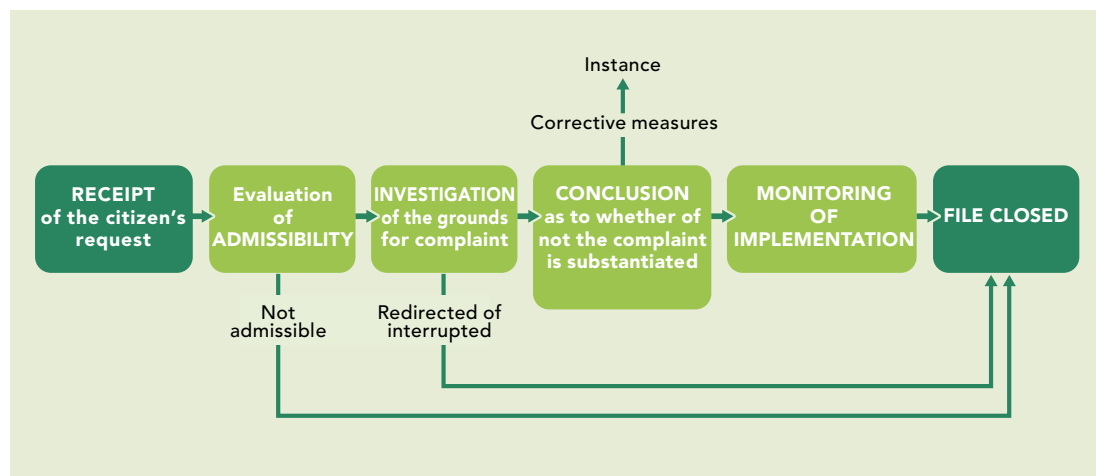 Instance
Corrective measures
RECEIPT
of the citizen's
request
Evaluation
of
ADMISSIBILITY
INVESTIGATION
of the grounds
for complaint
CONCLUSION
as to whether of
not the complaint
is substantiated
MONITORING
OF
IMPLEMENTATION
FILE CLOSED
Not
admissible
Redirected of
interrupted